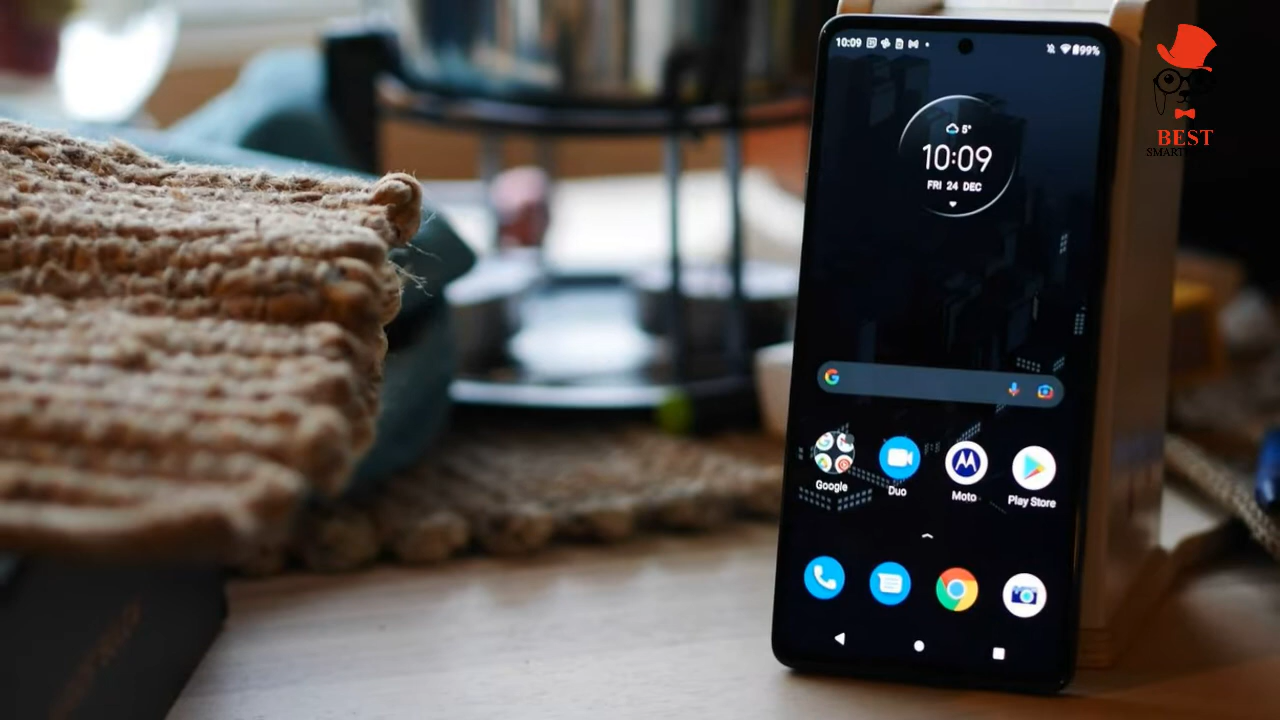 10:09
99%
5°
10:09
FRI 24 DEC
Google
Duo
Moto
Play Store
BEST